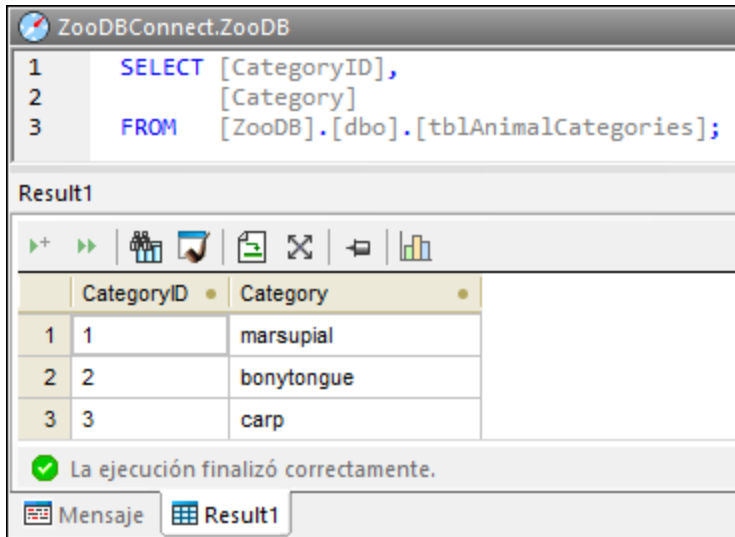 ZooDBConnect.ZooDB
1 SELECT [CategoryID],
2 [Category]
3 FROM [ZooDB].[dbo].[tblAnimalCategories];
Result1
CategoryID Category
1 1 marsupial
2 2 bonytongue
3 3 carp
La ejecución finalizó correctamente.
Mensaje Result1